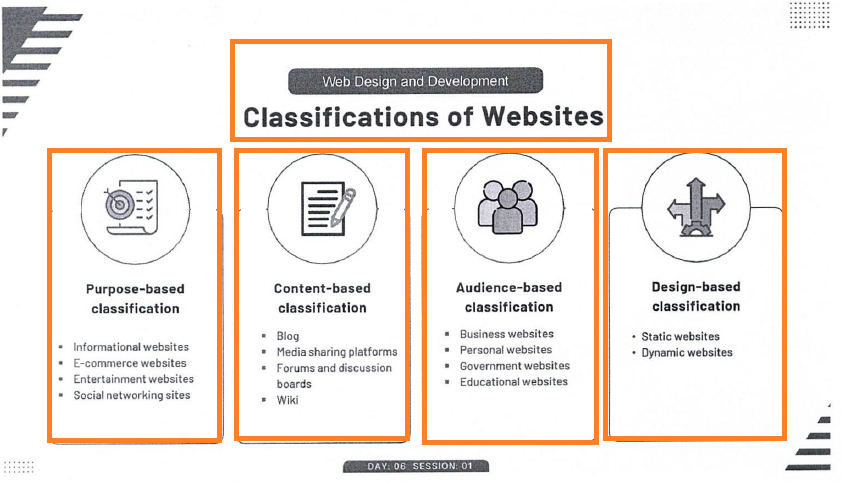 Web Design and Development
Classifications of Websites
Purpose-based
classification
▪ Informational websites
▪ E-commerce websites
▪ Entertainment websites
▪ Social networking sites
Content-based
classification
▪ Blog
▪ Media sharing platforms
▪ Forums and discussion
boards
▪ Wiki
Audience-based
classification
▪ Business websites
▪ Personal websites
▪ Government websites
▪ Educational websites
Design-based
classification
• Static websites
• Dynamic websites
DAY: 06 SESSION: 01